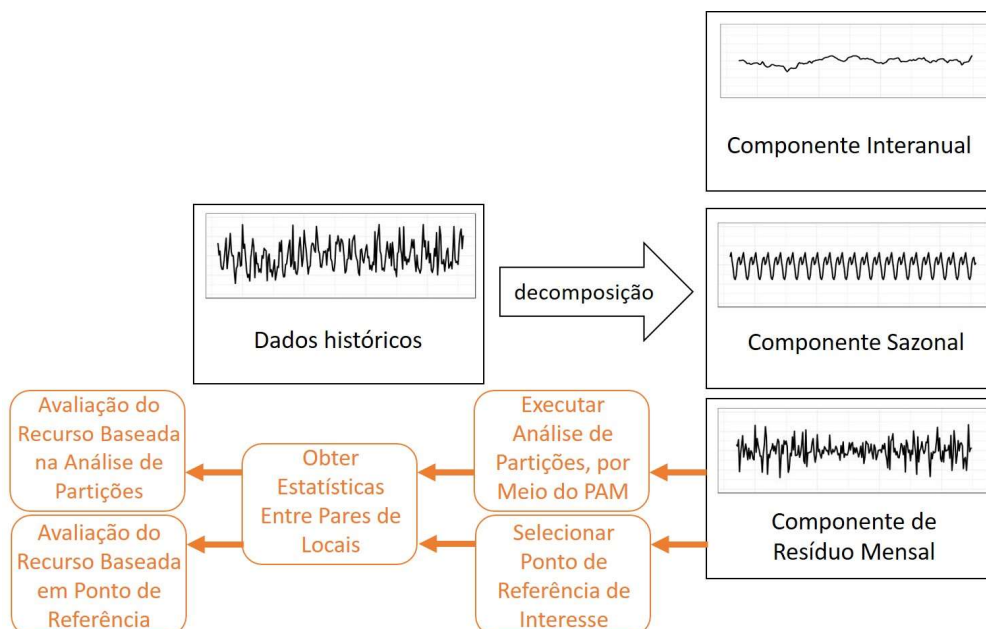 Componente Interanual
Dados históricos
decomposição
Componente Sazonal
Componente de
Resíduo Mensal
Executar
Análise de
Partições, por
Meio do PAM
Selecionar
Ponto de
Referência de
Interesse
Obter
Estatísticas
Entre Pares de
Locais
Avaliação do
Recurso Baseada
na Análise de
Partições
Avaliação do
Recurso Baseada
em Ponto de
Referência